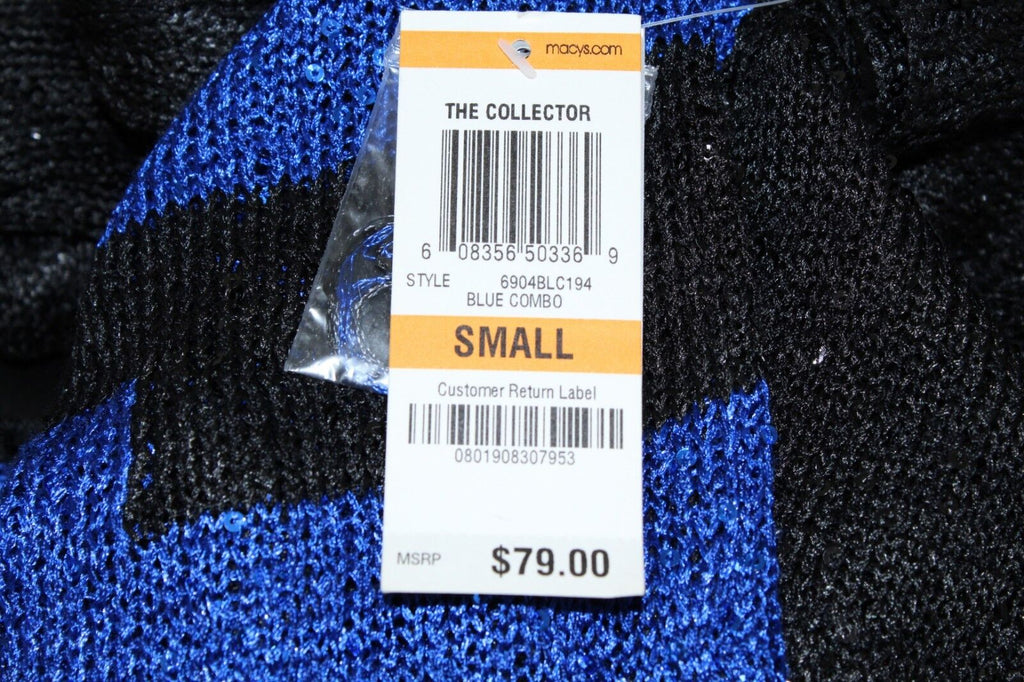 macys.com
THE COLLECTOR
6 08356 50336 9
STYLE 6904BLC194
BLUE COMBO
SMALL
Customer Return Label
0801908307953
MSRP $79.00